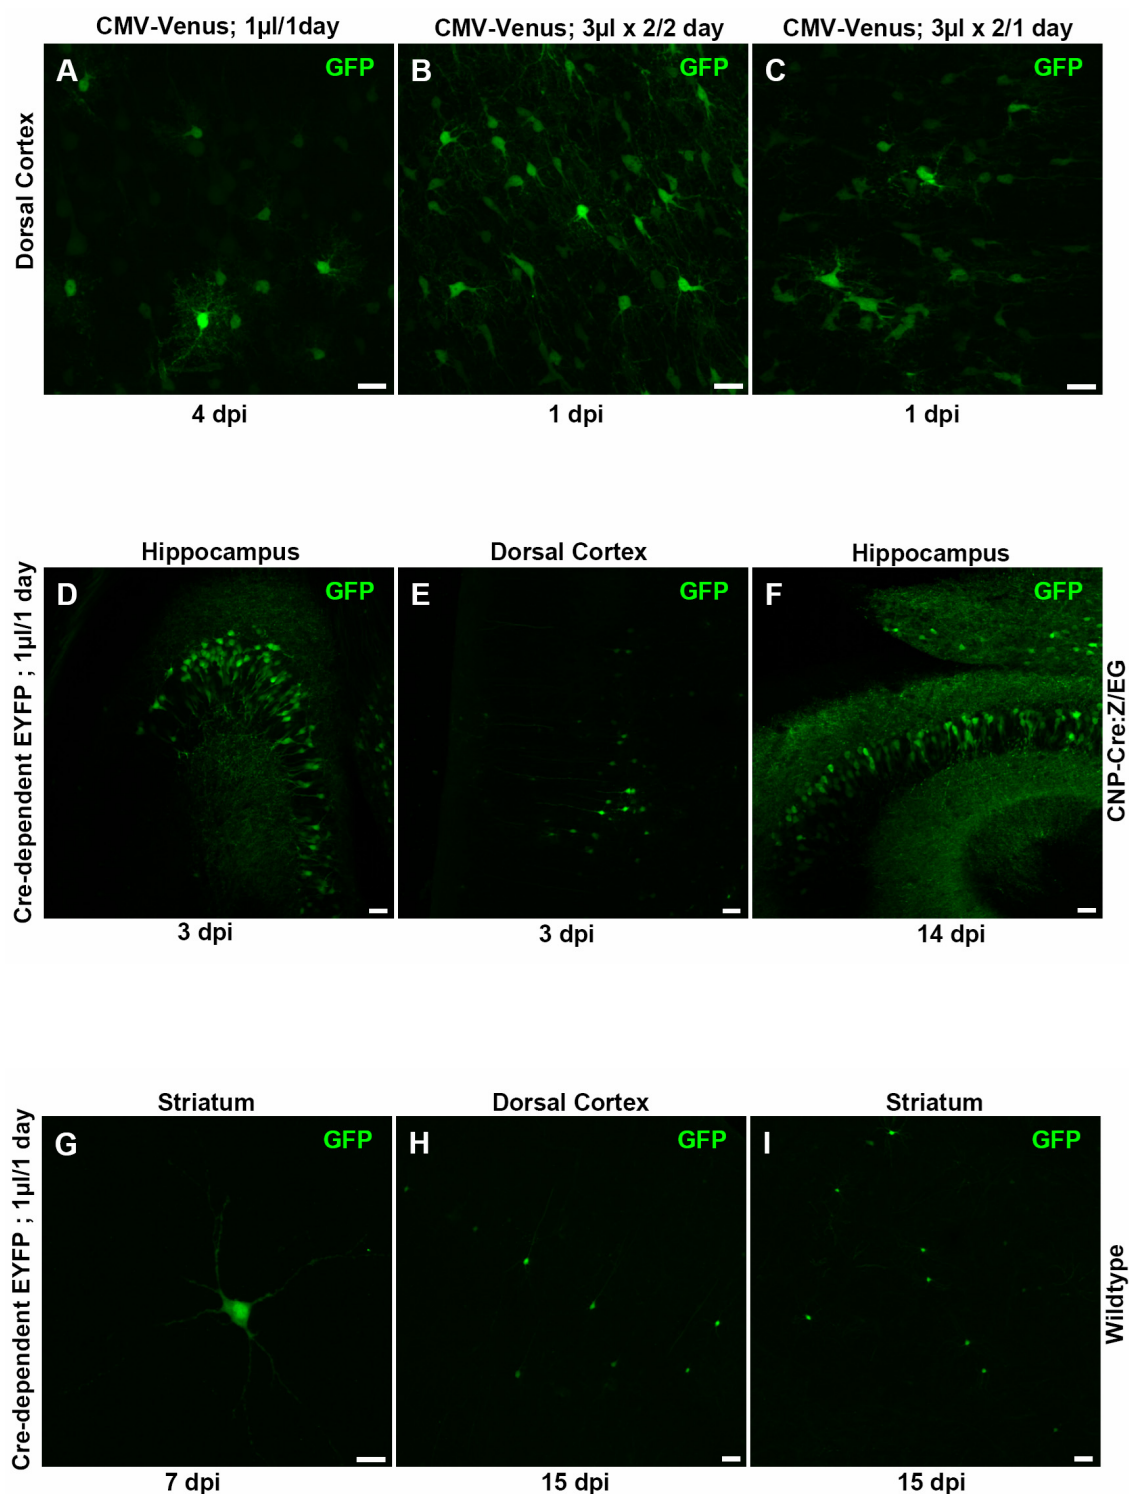 CMV-Venus; 1µl/1day
CMV-Venus; 3µl x 2/2 day
CMV-Venus; 3µl x 2/1 day
Dorsal Cortex
A
GFP
B
GFP
C
GFP
4 dpi
1 dpi
1 dpi
Hippocampus
Dorsal Cortex
Hippocampus
Cre-dependent EYFP ; 1µl/1 day
D
GFP
E
GFP
F
GFP
CNP-Cre:Z/EG
3 dpi
3 dpi
14 dpi
Striatum
Dorsal Cortex
Striatum
Cre-dependent EYFP ; 1µl/1 day
G
GFP
H
GFP
I
GFP
Wildtype
7 dpi
15 dpi
15 dpi